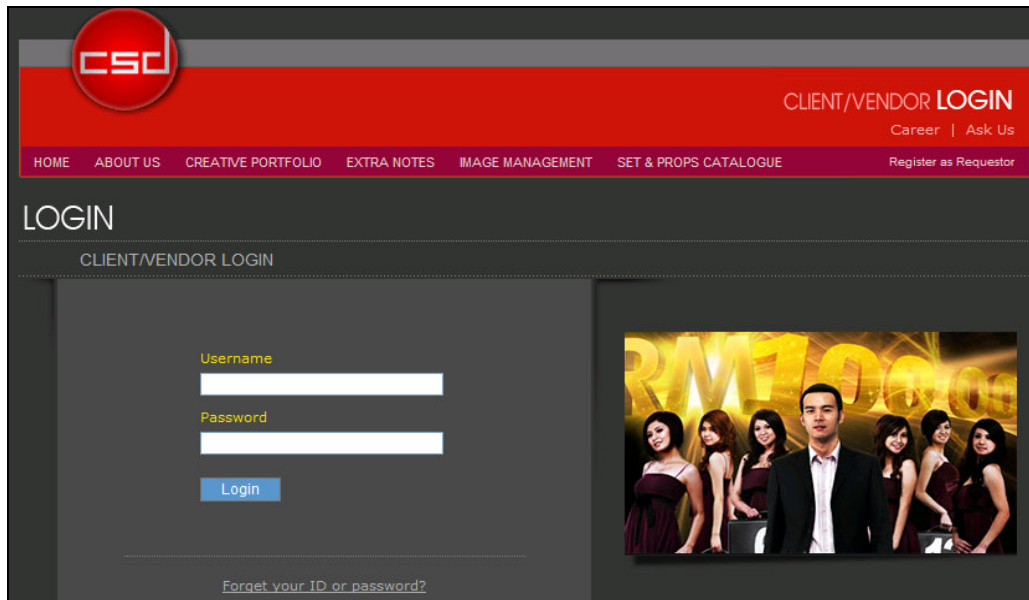 csd
CLIENT/VENDOR LOGIN
Career | Ask Us
HOME ABOUT US CREATIVE PORTFOLIO EXTRA NOTES IMAGE MANAGEMENT SET & PROPS CATALOGUE Register as Requestor
LOGIN
CLIENT/VENDOR LOGIN
Username
Password
Login
Forget your ID or password?